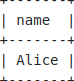 +-------+
| name  |
+-------+
| Alice |
+-------+